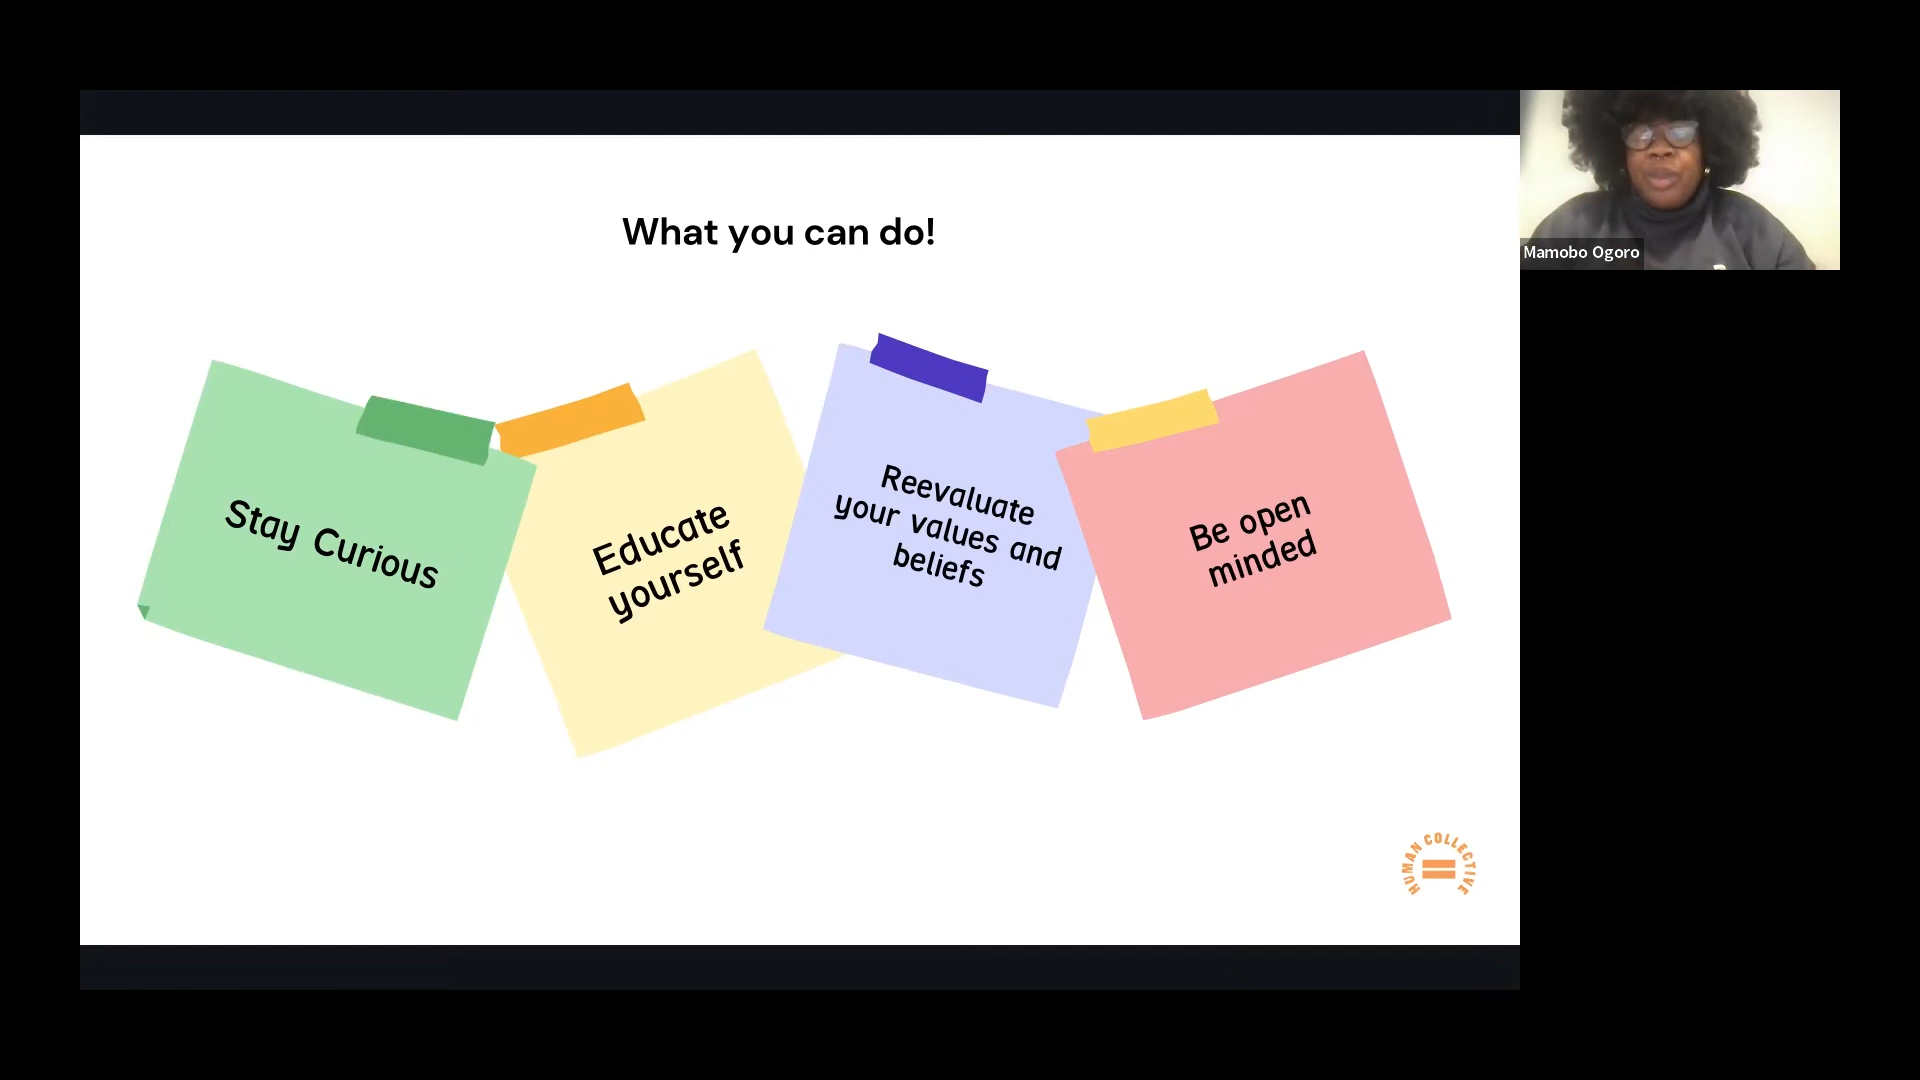 What you can do!
Stay Curious
Educate
yourself
Reevaluate
your values and
beliefs
Be open
minded
Mamobo Ogoro
HUMAN COLLECTIVE